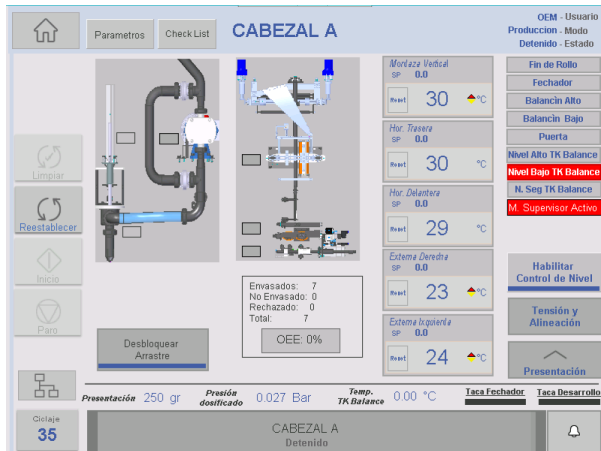 Parametros
Check List
CABEZAL A
OEM - Usuario
Produccion - Modo
Detenido - Estado
Limpiar
Reestablecer
Inicio
Paro
Montaza Vertical
SP 0.0
Reset 30 °C
Hor. Trasera
SP 0.0
Reset 30 °C
Hor. Delantera
SP 0.0
Reset 29 °C
Externa Derecha
SP 0.0
Reset 23 °C
Externa Izquierda
SP 0.0
Reset 24 °C
Fin de Rollo
Fechador
Balancin Alto
Balancin Bajo
Puerta
Nivel Alto TK Balance
Nivel Bajo TK Balance
N. Seg TK Balance
M. Supervisor Activo
Habilitar
Control de Nivel
Tensión y
Alineación
Presentación
Envasados: 7
No Envasado: 0
Rechazado: 0
Total: 7
OEE: 0%
Desbloquear
Arrastre
Presentación 250 gr
Presión
dosificado 0.027 Bar
Temp.
TK Balance 0.00 °C
Taca Fechador
Taca Desarrollo
Ciclaje
35
CABEZAL A
Detenido